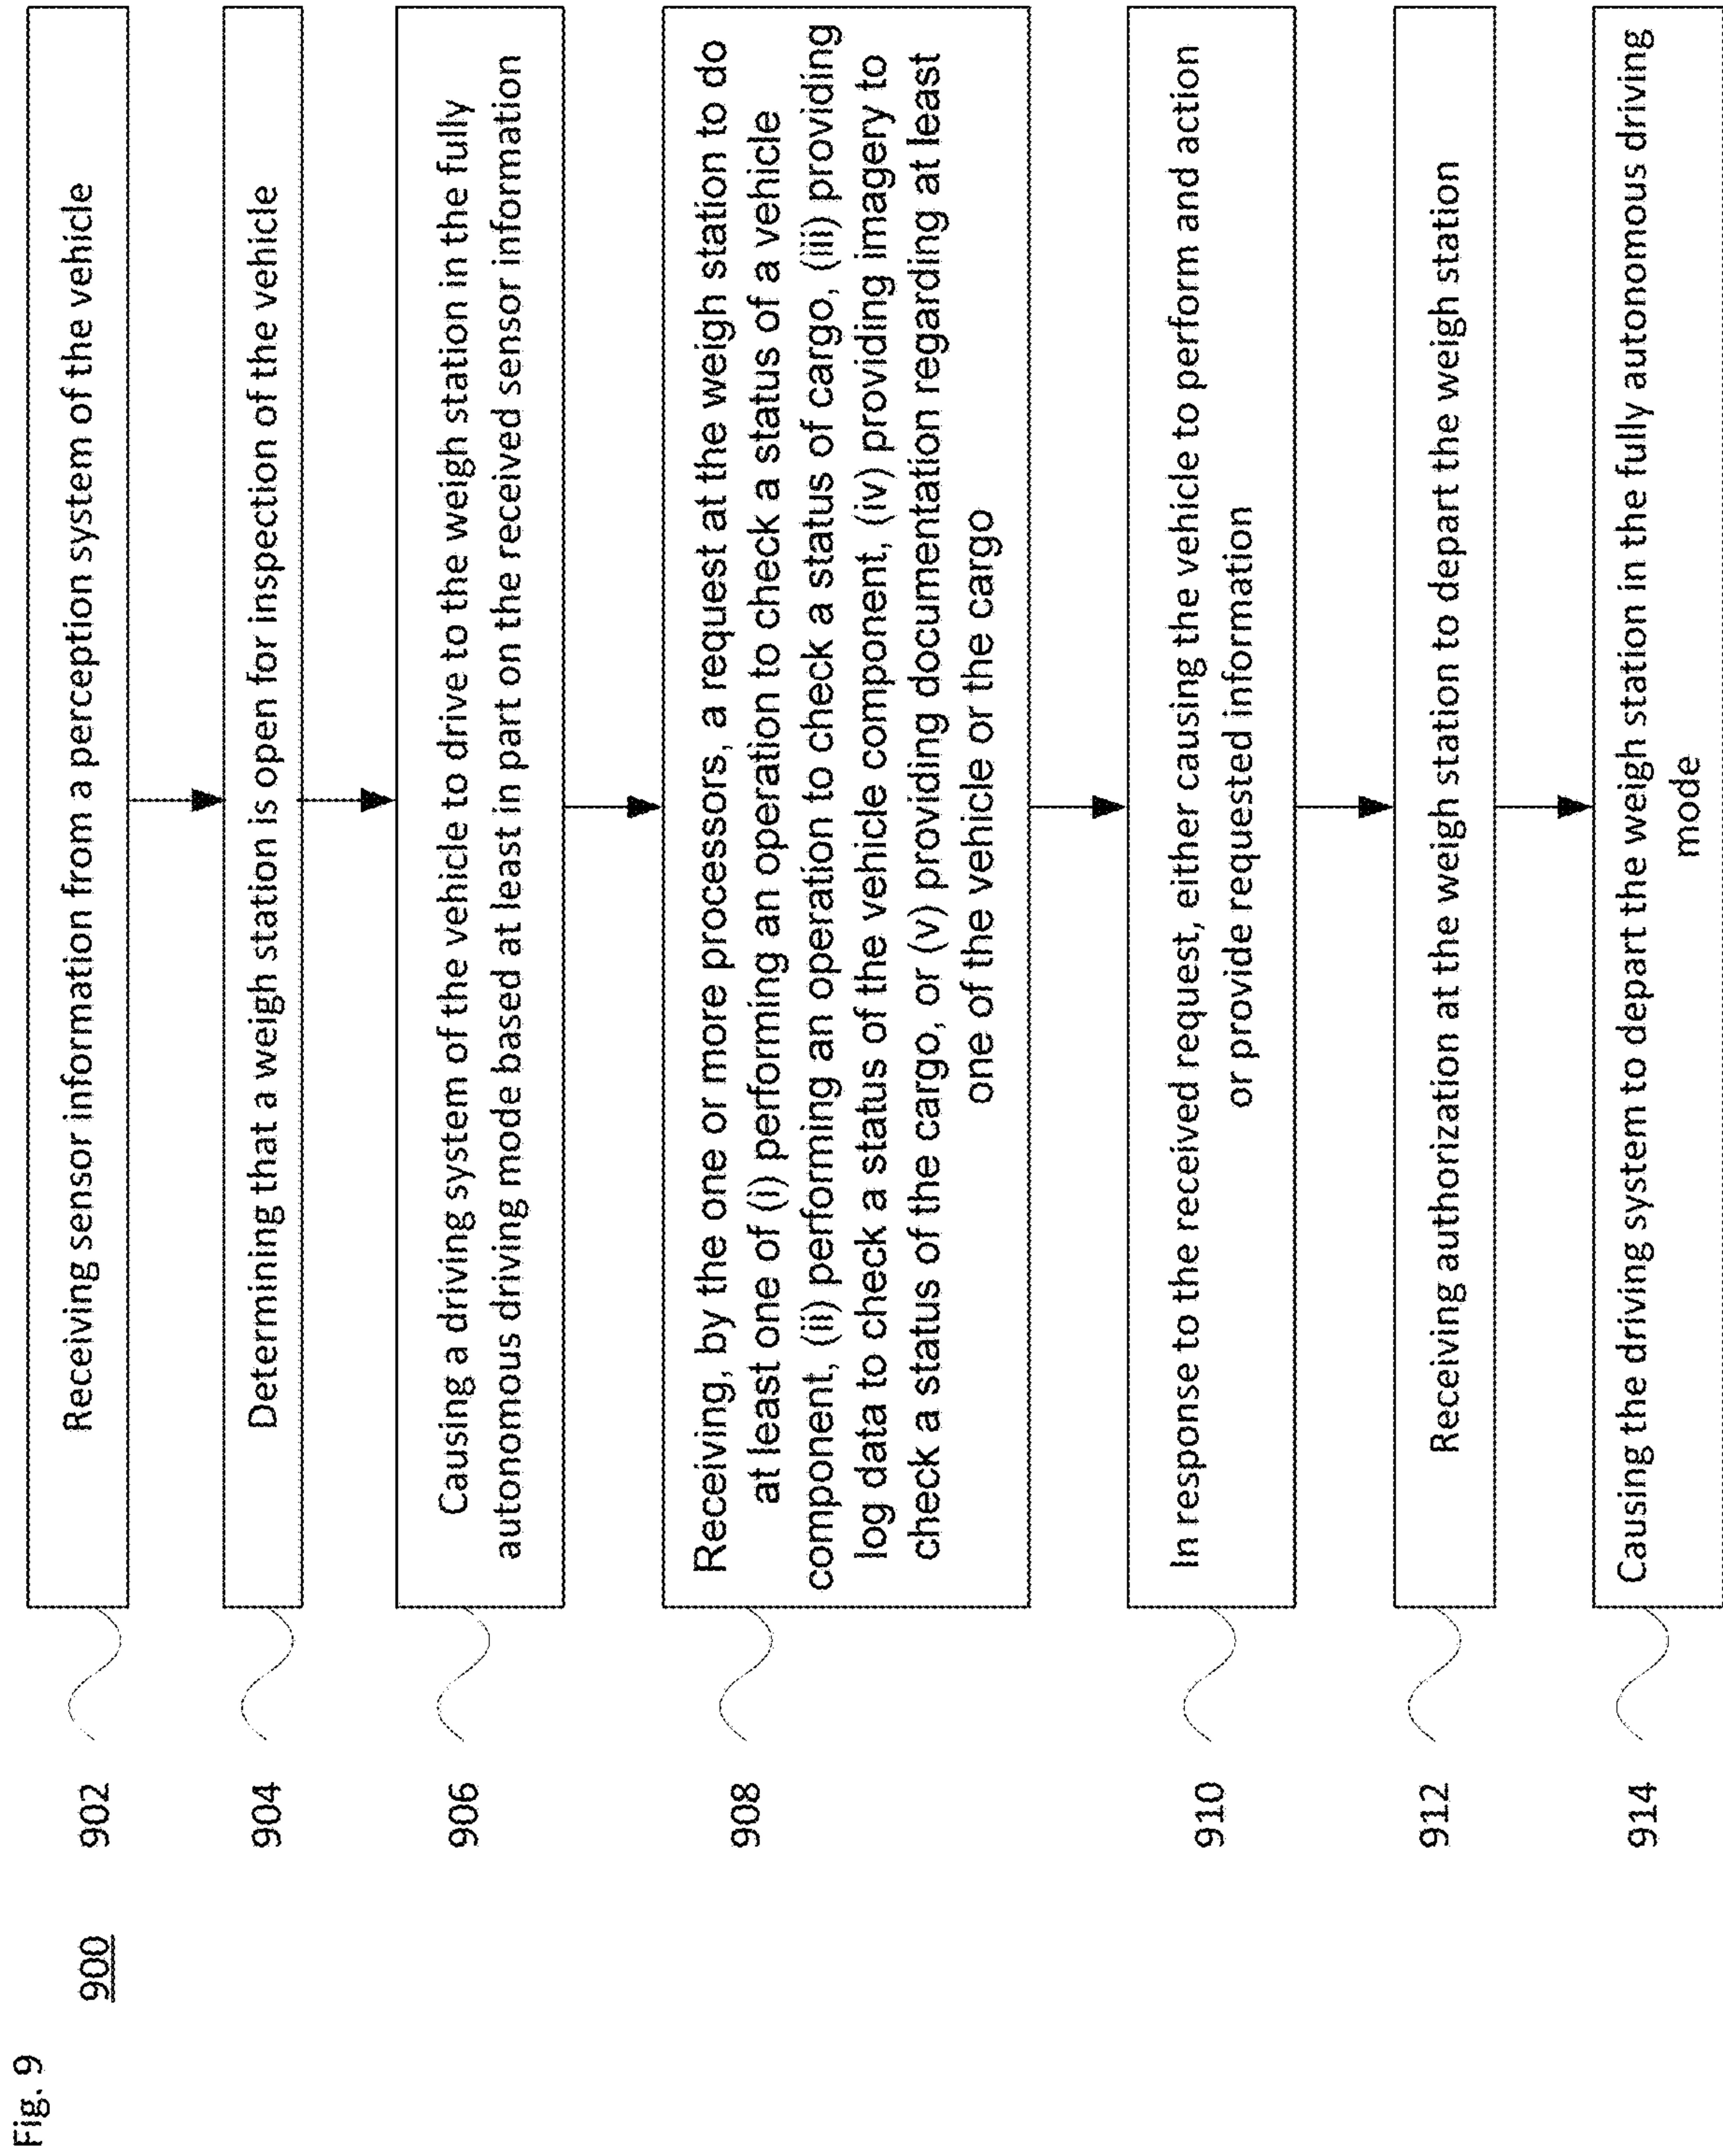 Fig. 9
900
902
Receiving sensor information from a perception system of the vehicle
904
Determining that a weigh station is open for inspection of the vehicle
906
Causing a driving system of the vehicle to drive to the weigh station in the fully
autonomous driving mode based at least in part on the received sensor information
908
Receiving, by the one or more processors, a request at the weigh station to do
at least one of (i) performing an operation to check a status of a vehicle
component, (ii) performing an operation to check a status of cargo, (iii) providing
log data to check a status of the vehicle component, (iv) providing imagery to
check a status of the cargo, or (v) providing documentation regarding at least
one of the vehicle or the cargo
910
In response to the received request, either causing the vehicle to perform and action
or provide requested information
912
Receiving authorization at the weigh station to depart the weigh station
914
Causing the driving system to depart the weigh station in the fully autonomous driving
mode